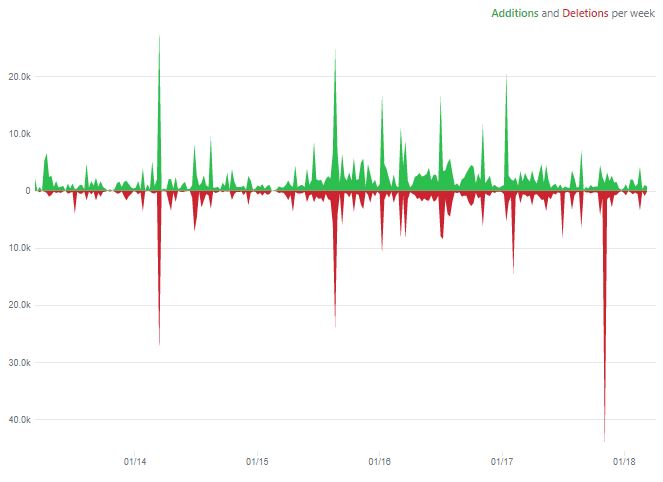 Additions and Deletions per week
20.0k
10.0k
0
10.0k
20.0k
30.0k
40.0k
01/14 01/15 01/16 01/17 01/18